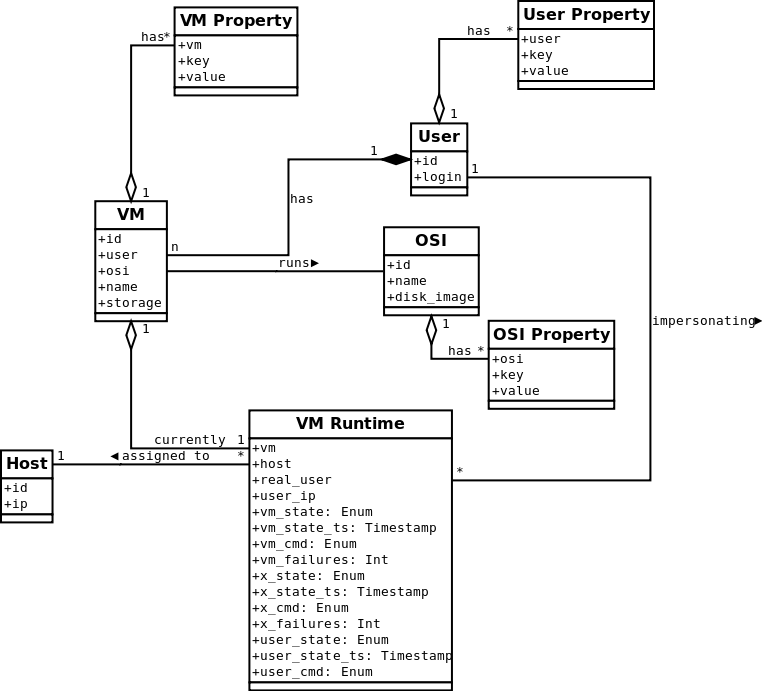 VM Property
+vm
+key
+value
has*
1
User Property
+user
+key
+value
has *
1
User
+id
+login
1
1
has
n
VM
+id
+user
+osi
+name
+storage
runs►
OSI
+id
+name
+disk_image
1
has *
OSI Property
+osi
+key
+value
impersonating►
1
currently 1
◄assigned to *
1
Host
+id
+ip
*
VM Runtime
+vm
+host
+real_user
+user_ip
+vm_state: Enum
+vm_state_ts: Timestamp
+vm_cmd: Enum
+vm_failures: Int
+x_state: Enum
+x_state_ts: Timestamp
+x_cmd: Enum
+x_failures: Int
+user_state: Enum
+user_state_ts: Timestamp
+user_cmd: Enum